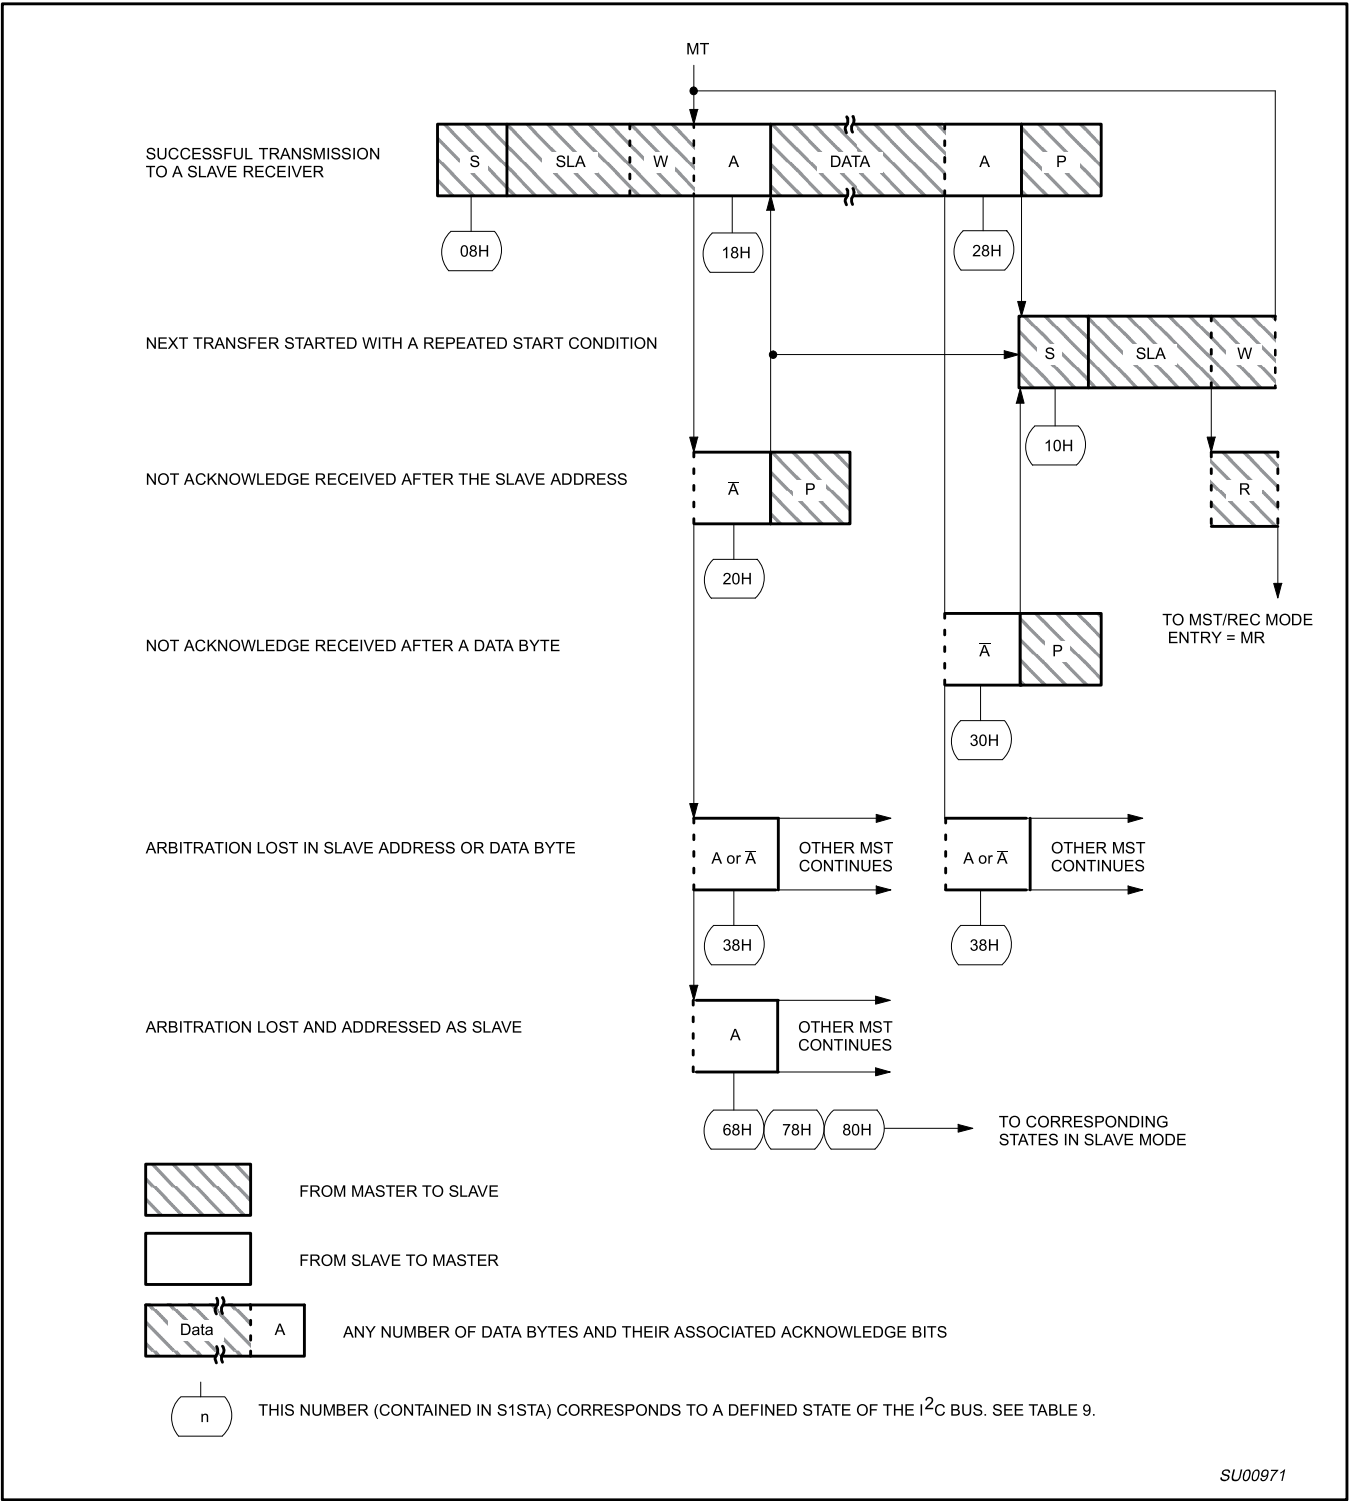 MT
SUCCESSFUL TRANSMISSION
TO A SLAVE RECEIVER
S SLA W A DATA A P
08H 18H 28H
NEXT TRANSFER STARTED WITH A REPEATED START CONDITION
S SLA W
10H
NOT ACKNOWLEDGE RECEIVED AFTER THE SLAVE ADDRESS
A̅ P R
20H
TO MST/REC MODE
ENTRY = MR
NOT ACKNOWLEDGE RECEIVED AFTER A DATA BYTE
A̅ P
30H
ARBITRATION LOST IN SLAVE ADDRESS OR DATA BYTE
A or A̅
OTHER MST
CONTINUES
A or A̅
OTHER MST
CONTINUES
38H 38H
ARBITRATION LOST AND ADDRESSED AS SLAVE
A
OTHER MST
CONTINUES
68H 78H 80H
TO CORRESPONDING
STATES IN SLAVE MODE
FROM MASTER TO SLAVE
FROM SLAVE TO MASTER
Data A
ANY NUMBER OF DATA BYTES AND THEIR ASSOCIATED ACKNOWLEDGE BITS
n
THIS NUMBER (CONTAINED IN S1STA) CORRESPONDS TO A DEFINED STATE OF THE I²C BUS. SEE TABLE 9.
SU00971